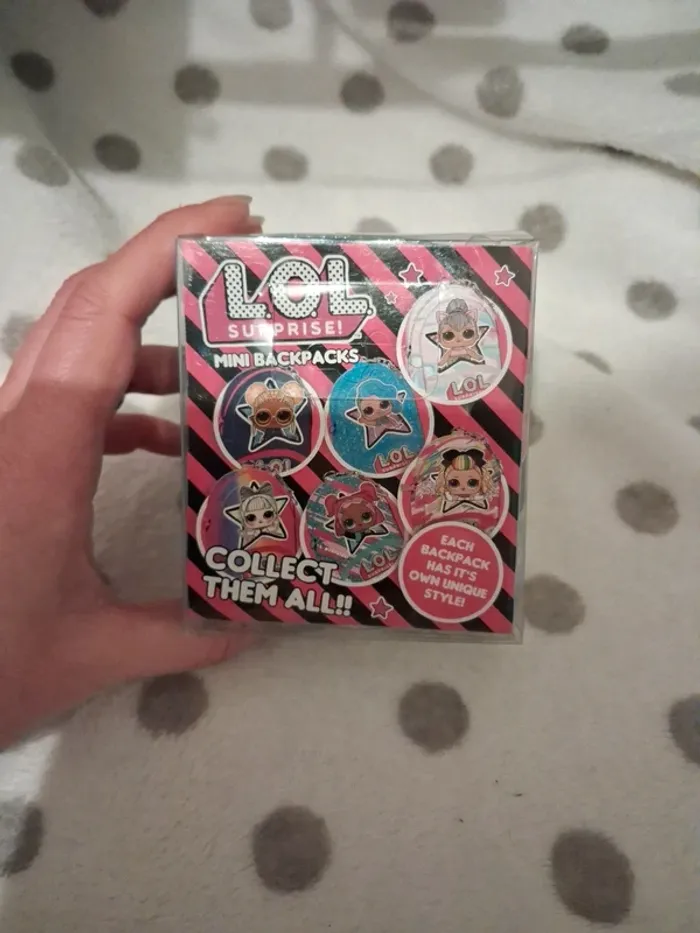 L.O.L.
SURPRISE!
MINI BACKPACKS
L.O.L.
L.O.L.
L.O.L.
L.O.L.
COLLECT
THEM ALL!!
EACH
BACKPACK
HAS IT'S
OWN UNIQUE
STYLE!